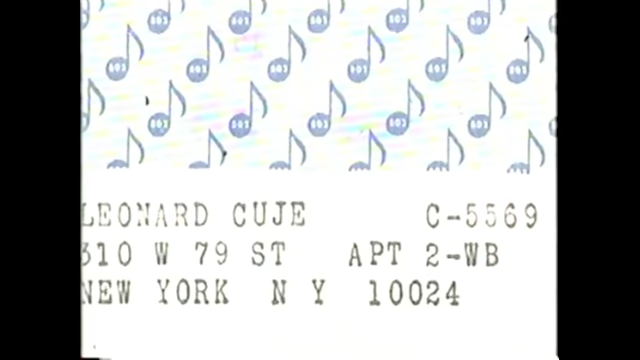 LEONARD CUJE C-5569
310 W 79 ST APT 2-WB
NEW YORK N Y 10024